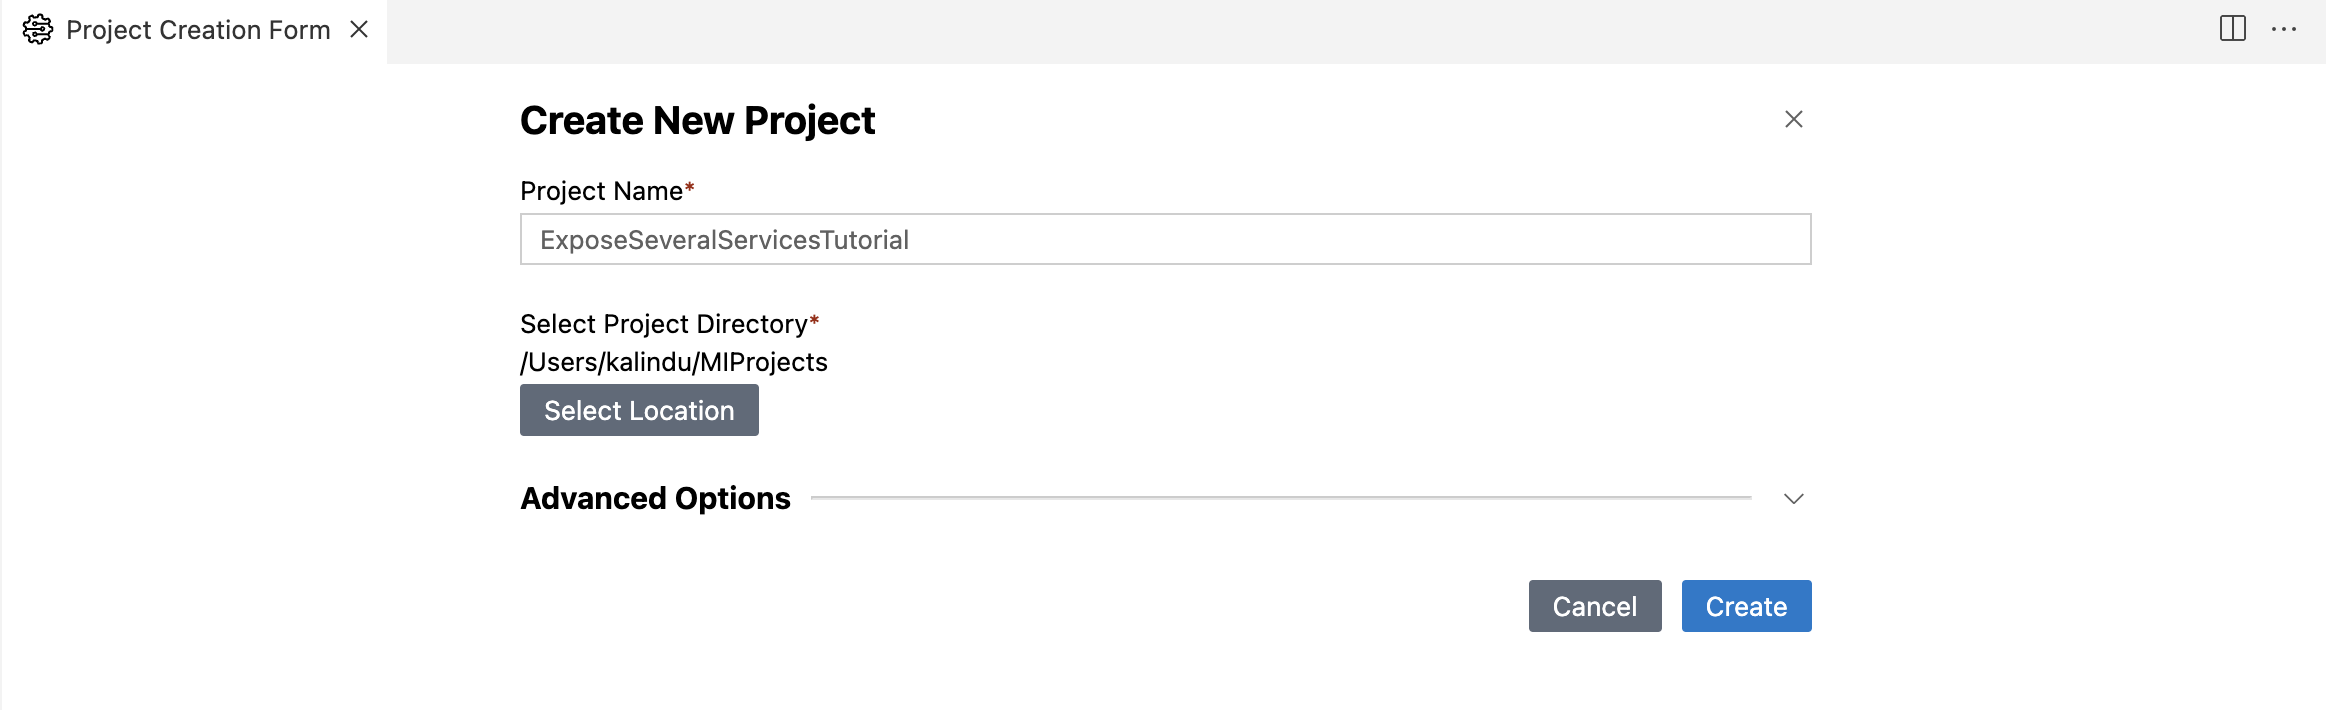 Project Creation Form
Create New Project
Project Name*
ExposeSeveralServicesTutorial
Select Project Directory*
/Users/kalindu/MIProjects
Select Location
Advanced Options
Cancel Create